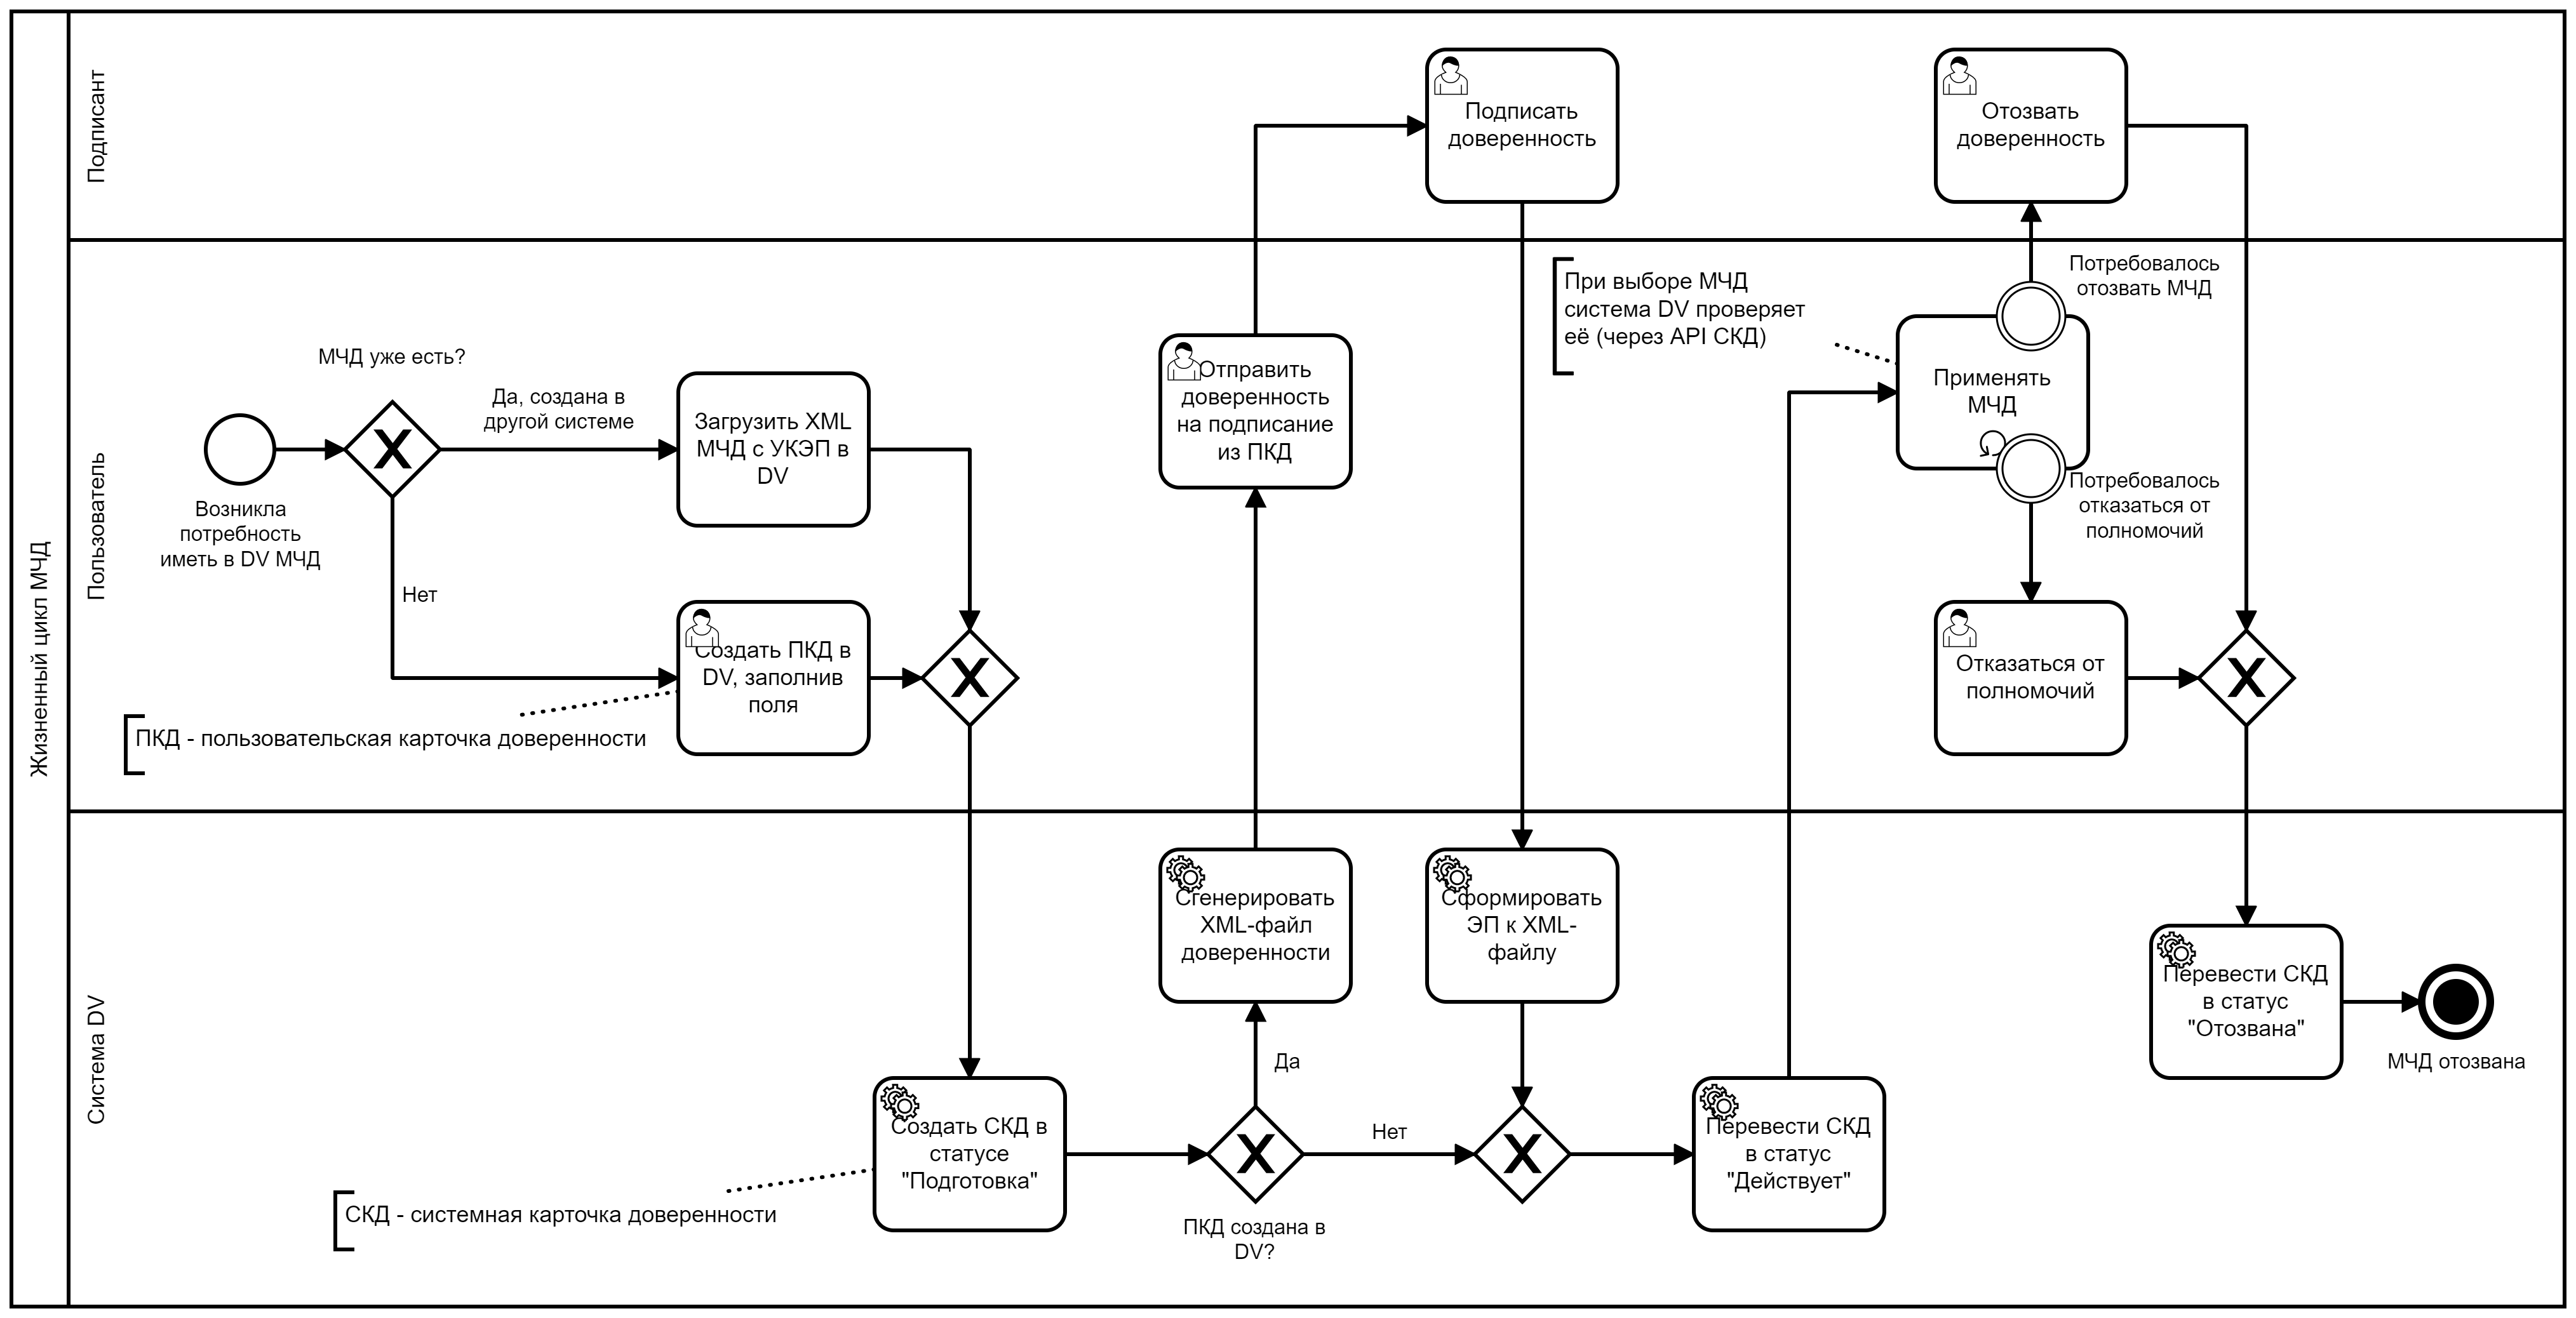 Жизненный цикл МЧД
Подписант
Подписать
доверенность
Отозвать
доверенность
Пользователь
Возникла
потребность
иметь в DV МЧД
МЧД уже есть?
Да, создана в
другой системе
Нет
Загрузить XML
МЧД с УКЭП в
DV
Создать ПКД в
DV, заполнив
поля
ПКД - пользовательская карточка доверенности
Отправить
доверенность
на подписание
из ПКД
При выборе МЧД
система DV проверяет
её (через API СКД)
Применять
МЧД
Потребовалось
отозвать МЧД
Потребовалось
отказаться от
полномочий
Отказаться от
полномочий
Система DV
СКД - системная карточка доверенности
Создать СКД в
статусе
"Подготовка"
ПКД создана в
DV?
Да
Нет
Сгенерировать
XML-файл
доверенности
Сформировать
ЭП к XML-
файлу
Перевести СКД
в статус
"Действует"
Перевести СКД
в статус
"Отозвана"
МЧД отозвана